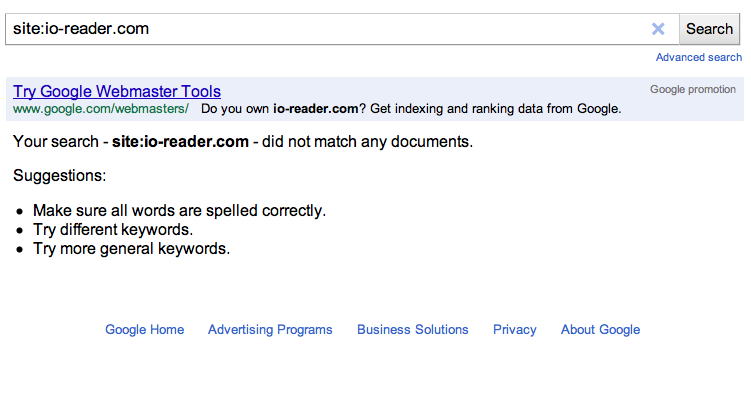 site:io-reader.com
Search
Advanced search
Try Google Webmaster Tools
Google promotion
www.google.com/webmasters/ Do you own io-reader.com? Get indexing and ranking data from Google.
Your search - site:io-reader.com - did not match any documents.
Suggestions:
Make sure all words are spelled correctly.
Try different keywords.
Try more general keywords.
Google Home Advertising Programs Business Solutions Privacy About Google